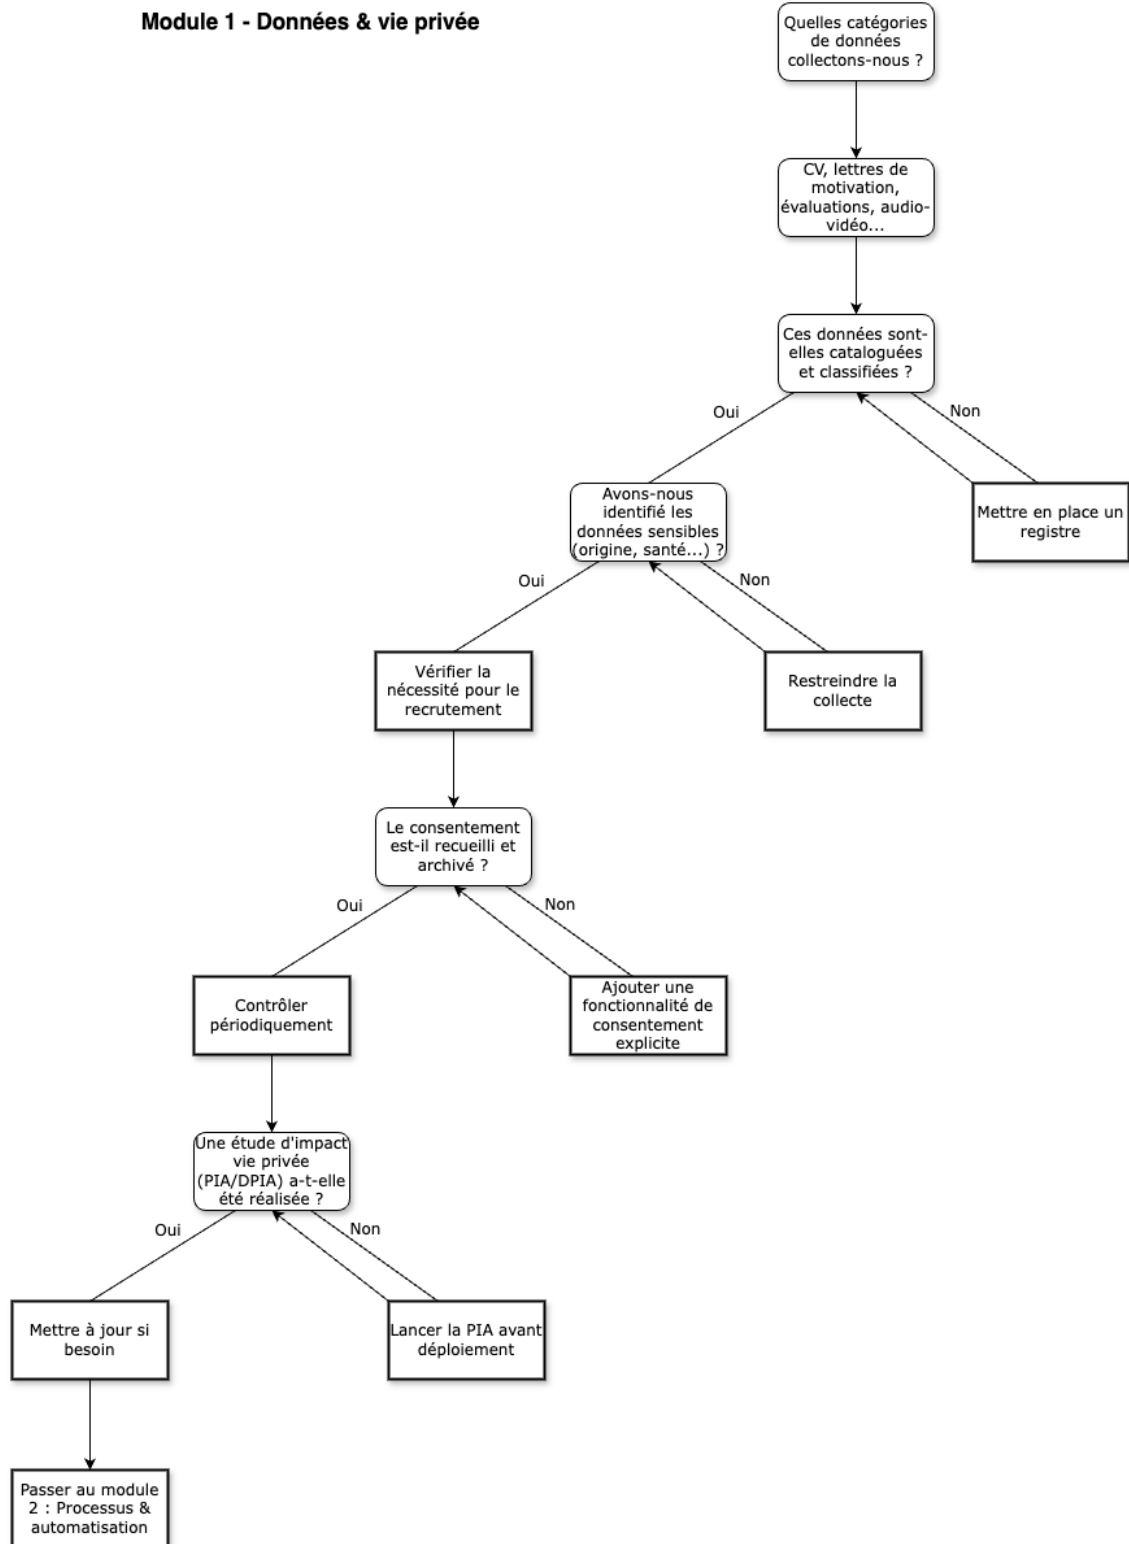 Module 1 - Données & vie privée
Quelles catégories
de données
collectons-nous ?
CV, lettres de
motivation,
évaluations, audio-
vidéo...
Ces données sont-
elles cataloguées
et classifiées ?
Oui
Non
Avons-nous
identifié les
données sensibles
(origine, santé...) ?
Mettre en place un
registre
Oui
Non
Vérifier la
nécessité pour le
recrutement
Restreindre la
collecte
Le consentement
est-il recueilli et
archivé ?
Oui
Non
Contrôler
périodiquement
Ajouter une
fonctionnalité de
consentement
explicite
Une étude d'impact
vie privée
(PIA/DPIA) a-t-elle
été réalisée ?
Oui
Non
Mettre à jour si
besoin
Lancer la PIA avant
déploiement
Passer au module
2 : Processus &
automatisation